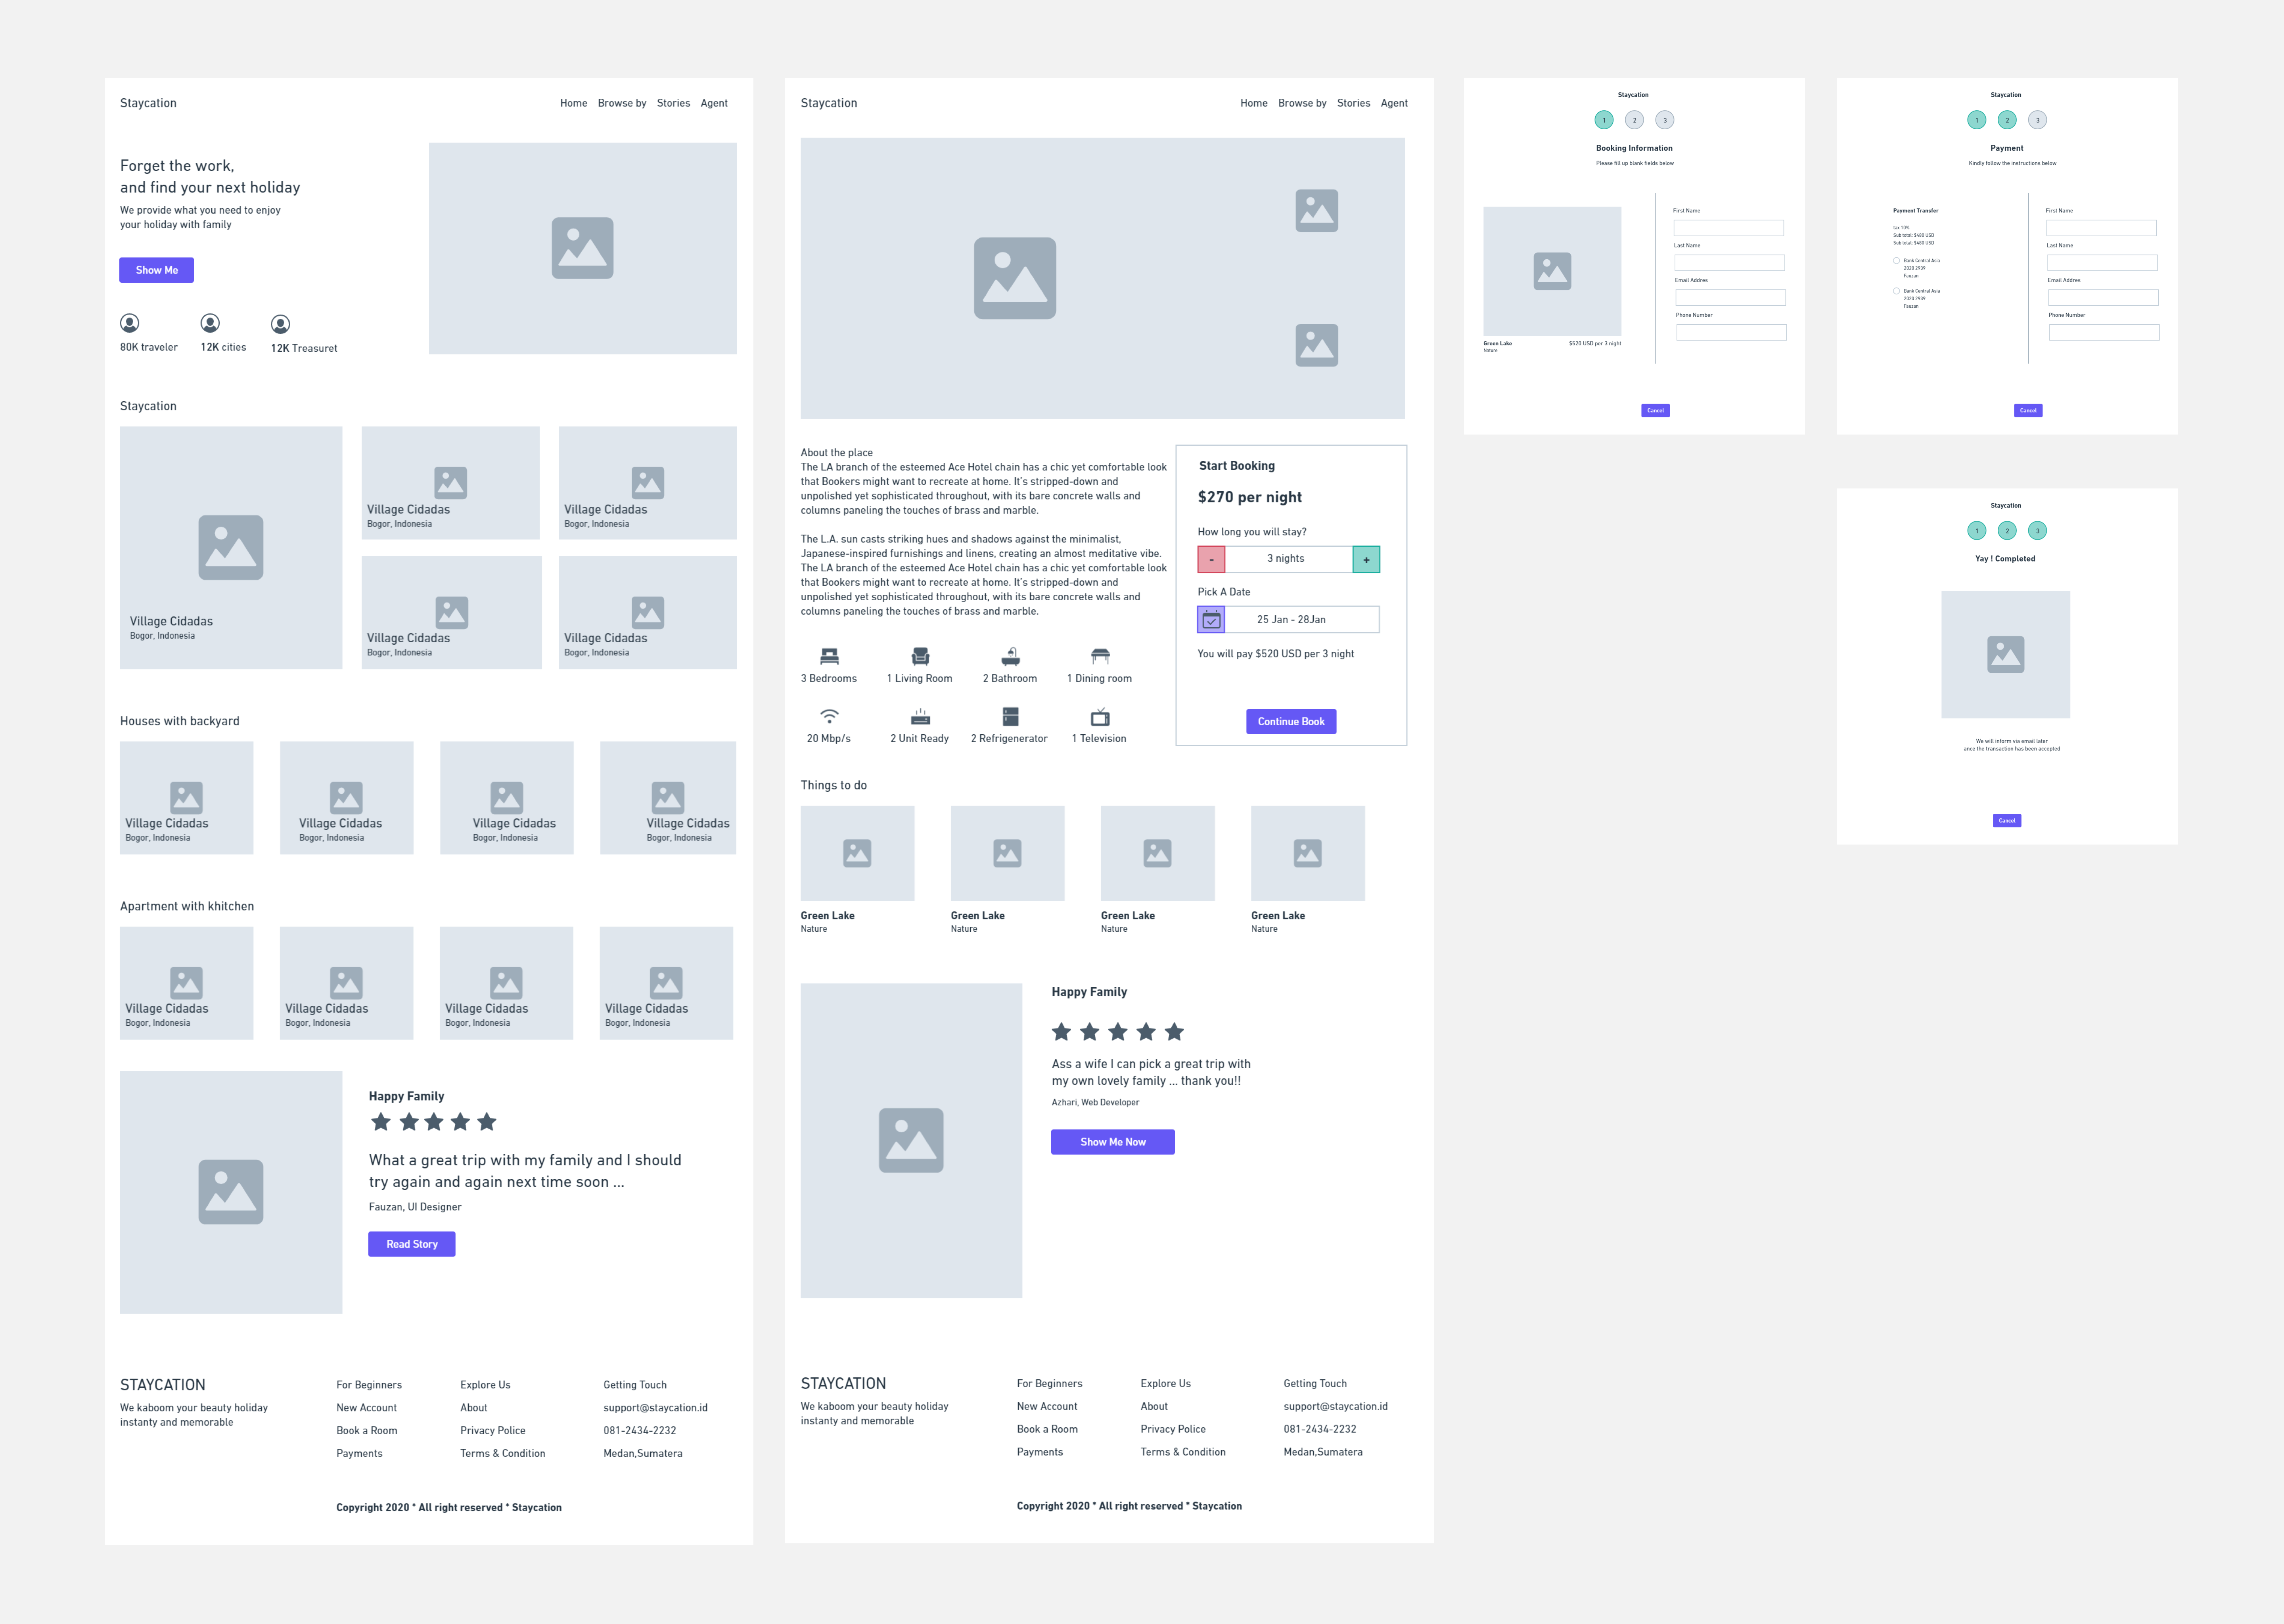 Staycation
Home Browse by Stories Agent
Forget the work,
and find your next holiday
We provide what you need to enjoy
your holiday with family
Show Me
80K traveler
12K cities
12K Treasuret
Staycation
Village Cidadas
Bogor, Indonesia
Village Cidadas
Bogor, Indonesia
Village Cidadas
Bogor, Indonesia
Village Cidadas
Bogor, Indonesia
Village Cidadas
Bogor, Indonesia
Houses with backyard
Village Cidadas
Bogor, Indonesia
Village Cidadas
Bogor, Indonesia
Village Cidadas
Bogor, Indonesia
Village Cidadas
Bogor, Indonesia
Apartment with khitchen
Village Cidadas
Bogor, Indonesia
Village Cidadas
Bogor, Indonesia
Village Cidadas
Bogor, Indonesia
Village Cidadas
Bogor, Indonesia
Happy Family
What a great trip with my family and I should
try again and again next time soon ...
Fauzan, UI Designer
Read Story
STAYCATION
We kaboom your beauty holiday
instanty and memorable
For Beginners
New Account
Book a Room
Payments
Explore Us
About
Privacy Police
Terms & Condition
Getting Touch
support@staycation.id
081-2434-2232
Medan,Sumatera
Copyright 2020 * All right reserved * Staycation
Staycation
Home Browse by Stories Agent
About the place
The LA branch of the esteemed Ace Hotel chain has a chic yet comfortable look
that Bookers might want to recreate at home. It's stripped-down and
unpolished yet sophisticated throughout, with its bare concrete walls and
columns paneling the touches of brass and marble.
The L.A. sun casts striking hues and shadows against the minimalist,
Japanese-inspired furnishings and linens, creating an almost meditative vibe.
The LA branch of the esteemed Ace Hotel chain has a chic yet comfortable look
that Bookers might want to recreate at home. It's stripped-down and
unpolished yet sophisticated throughout, with its bare concrete walls and
columns paneling the touches of brass and marble.
3 Bedrooms
1 Living Room
2 Bathroom
1 Dining room
20 Mbp/s
2 Unit Ready
2 Refrigenerator
1 Television
Start Booking
$270 per night
How long you will stay?
- 3 nights +
Pick A Date
25 Jan - 28Jan
You will pay $520 USD per 3 night
Continue Book
Things to do
Green Lake
Nature
Green Lake
Nature
Green Lake
Nature
Green Lake
Nature
Happy Family
Ass a wife I can pick a great trip with
my own lovely family ... thank you!!
Azhari, Web Developer
Show Me Now
STAYCATION
We kaboom your beauty holiday
instanty and memorable
For Beginners
New Account
Book a Room
Payments
Explore Us
About
Privacy Police
Terms & Condition
Getting Touch
support@staycation.id
081-2434-2232
Medan,Sumatera
Copyright 2020 * All right reserved * Staycation
Staycation
1 2 3
Booking Information
Please fill up blank fields below
Green Lake
Nature
$520 USD per 3 night
First Name
Last Name
Email Addres
Phone Number
Cancel
Staycation
1 2 3
Payment
Kindly follow the instructions below
Payment Transfer
tax 10%
Sub total: $480 USD
Sub total: $480 USD
Bank Central Asia
2020 2939
Fauzan
Bank Central Asia
2020 2939
Fauzan
First Name
Last Name
Email Addres
Phone Number
Cancel
Staycation
1 2 3
Yay ! Completed
We will inform via email later
ance the transaction has been accepted
Cancel